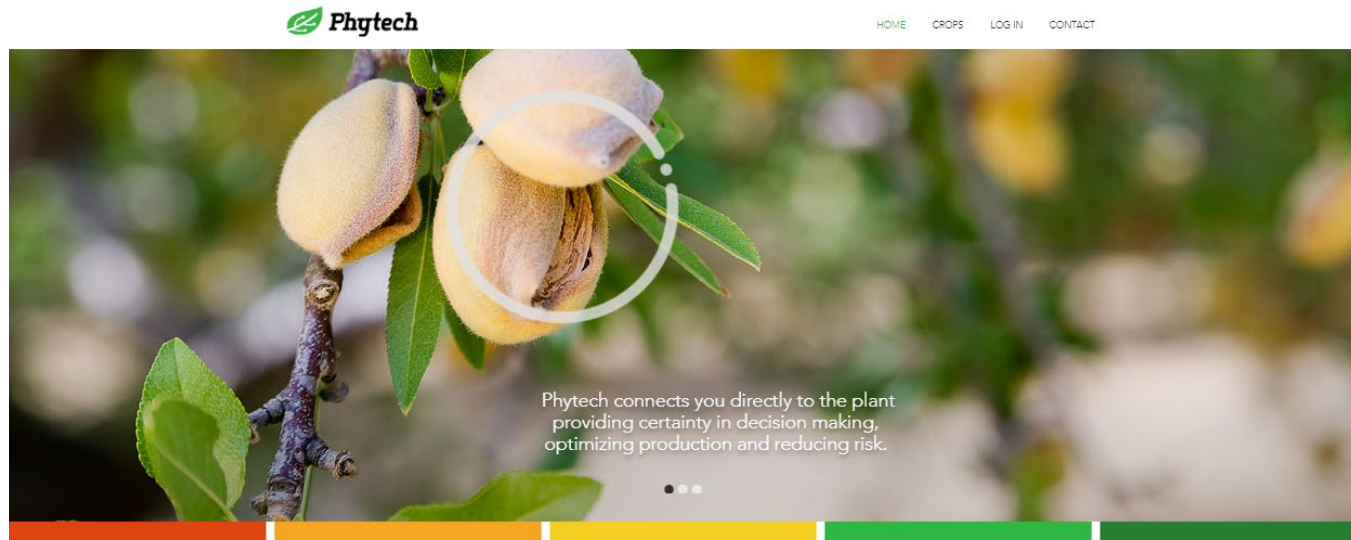 Phytech
HOME CROPS LOG IN CONTACT
Phytech connects you directly to the plant
providing certainty in decision making,
optimizing production and reducing risk.